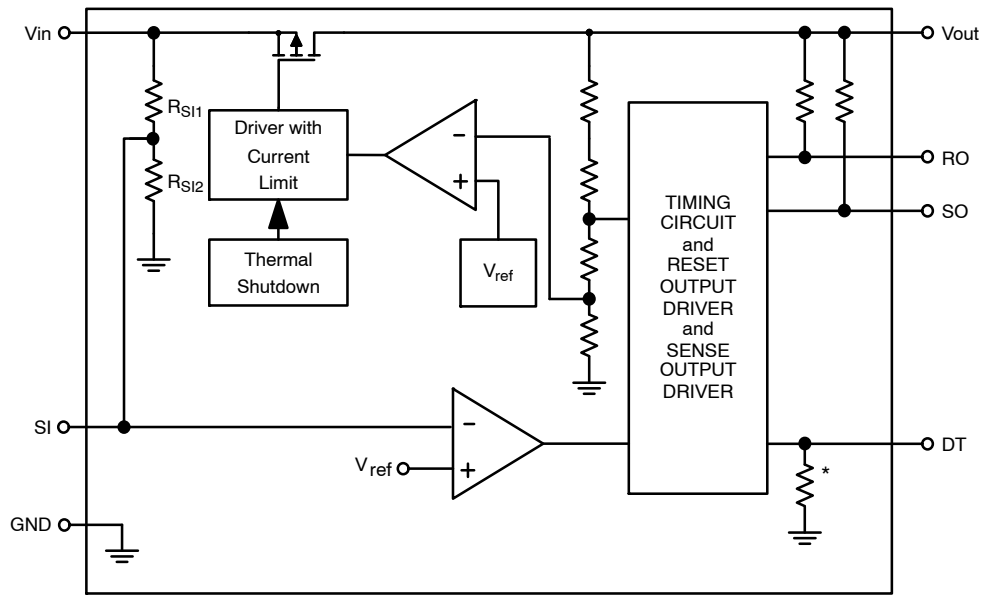 Vin
Vout
RSI1
Driver with
Current
Limit
−
+
RO
RSI2
TIMING
CIRCUIT
and
RESET
OUTPUT
DRIVER
and
SENSE
OUTPUT
DRIVER
SO
Thermal
Shutdown
Vref
SI
−
Vref
+
DT
*
GND